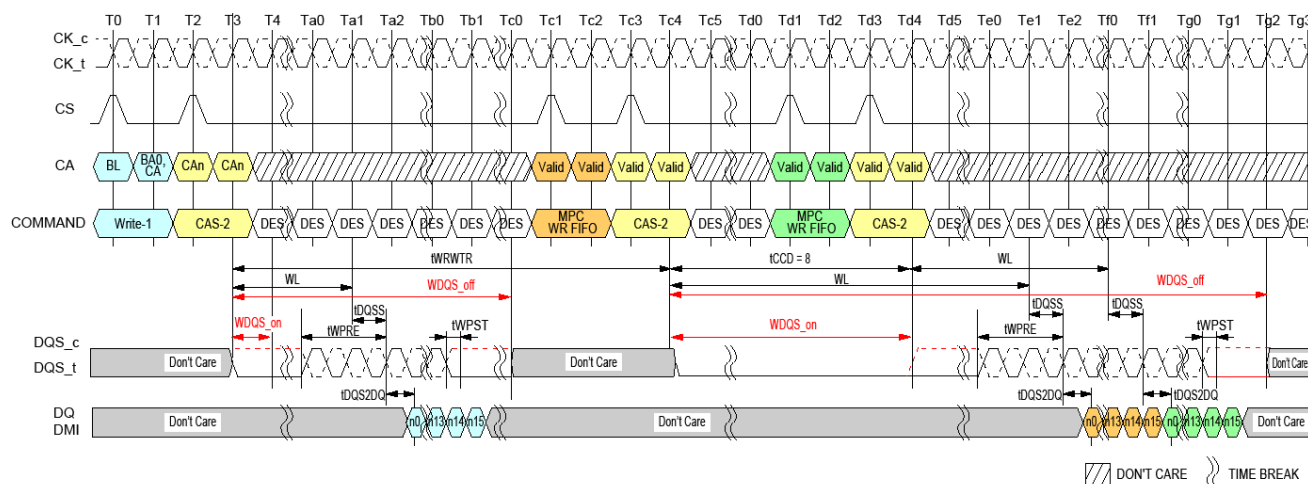 T0 T1 T2 T3 T4 Ta0 Ta1 Ta2 Tb0 Tb1 Tc0 Tc1 Tc2 Tc3 Tc4 Tc5 Td0 Td1 Td2 Td3 Td4 Td5 Te0 Te1 Te2 Tf0 Tf1 Tg0 Tg1 Tg2 Tg3
CK_c
CK_t
CS
CA BL BA0, CA CAn CAn Valid Valid Valid Valid Valid Valid Valid Valid
COMMAND Write-1 CAS-2 DES DES DES DES DES DES DES MPC WR FIFO CAS-2 DES DES MPC WR FIFO CAS-2 DES DES DES DES DES DES DES DES DES DES
tWRWTR tCCD = 8 WL
WL WDQS_off WL WDQS_off
WDQS_on tDQSS tWPRE tWPST WDQS_on tWPRE tDQSS tDQSS tWPST
DQS_c
DQS_t Don't Care Don't Care Don't Care
tDQS2DQ tDQS2DQ tDQS2DQ
DQ
DMI Don't Care n0 n13 n14 n15 Don't Care n0 n13 n14 n15 n0 n13 n14 n15 Don't Care
DON'T CARE TIME BREAK